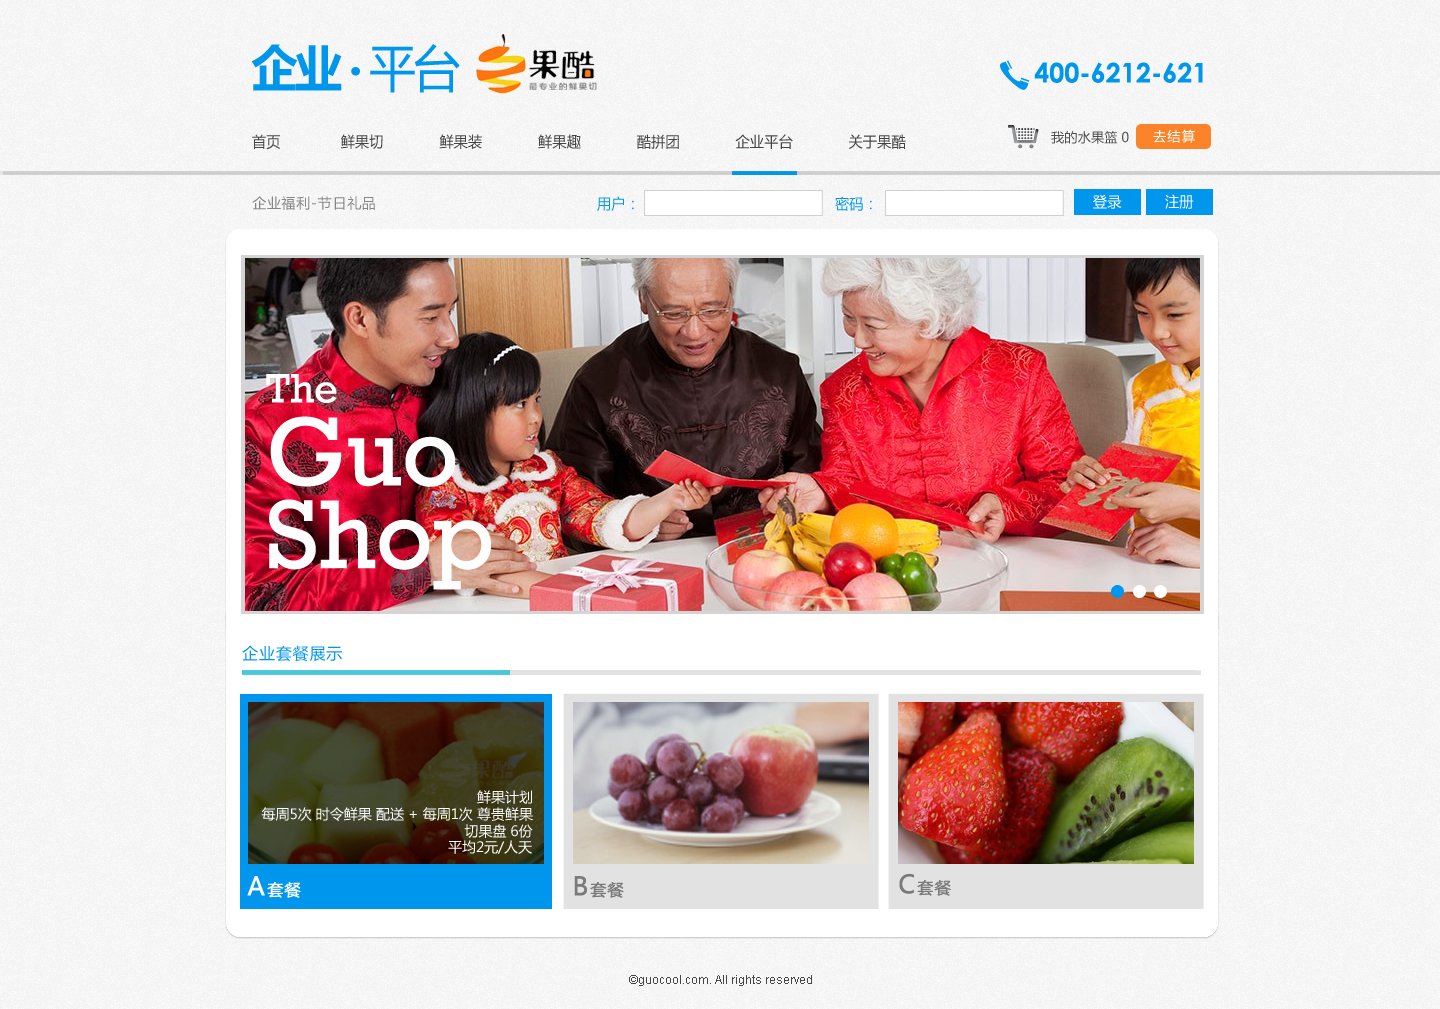 企业·平台 果酷
最专业的鲜果切
400-6212-621
首页 鲜果切 鲜果装 鲜果趣 酷拼团 企业平台 关于果酷
我的水果篮 0 去结算
企业福利-节日礼品
用户： 密码： 登录 注册
The
Guo
Shop
企业套餐展示
果酷
鲜果计划
每周5次 时令鲜果 配送 + 每周1次 尊贵鲜果
切果盘 6份
平均2元/人天
A套餐
B套餐
C套餐
©guocool.com. All rights reserved